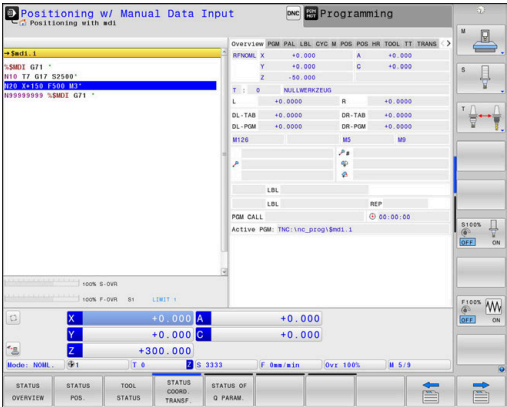 Positioning w/ Manual Data Input
Positioning with mdi
DNC
Programming
→$mdi.i
%$MDI G71 *
N10 T7 G17 S2500*
N20 X+150 F500 M3*
N99999999 %$MDI G71 *
Overview PGM PAL LBL CYC M POS POS HR TOOL TT TRANS
RFNOML X +0.000 A +0.000
Y +0.000 C +0.000
Z -50.000
T : 0 NULLWERKZEUG
L +0.0000 R +0.0000
DL-TAB +0.0000 DR-TAB +0.0000
DL-PGM +0.0000 DR-PGM +0.0000
M126 M5 M9
LBL
LBL REP
PGM CALL 00:00:00
Active PGM: TNC:\nc_prog\$mdi.i
100% S-OVR
100% F-OVR S1 LIMIT 1
X +0.000 A +0.000
Y +0.000 C +0.000
Z +300.000
Mode: NOML. 1 T 0 Z S 3333 F 0mm/min Ovr 100% M 5/9
STATUS OVERVIEW
STATUS POS.
TOOL STATUS
STATUS COORD. TRANSF.
STATUS OF Q PARAM.
M
S
T
S100%
OFF ON
F100%
OFF ON